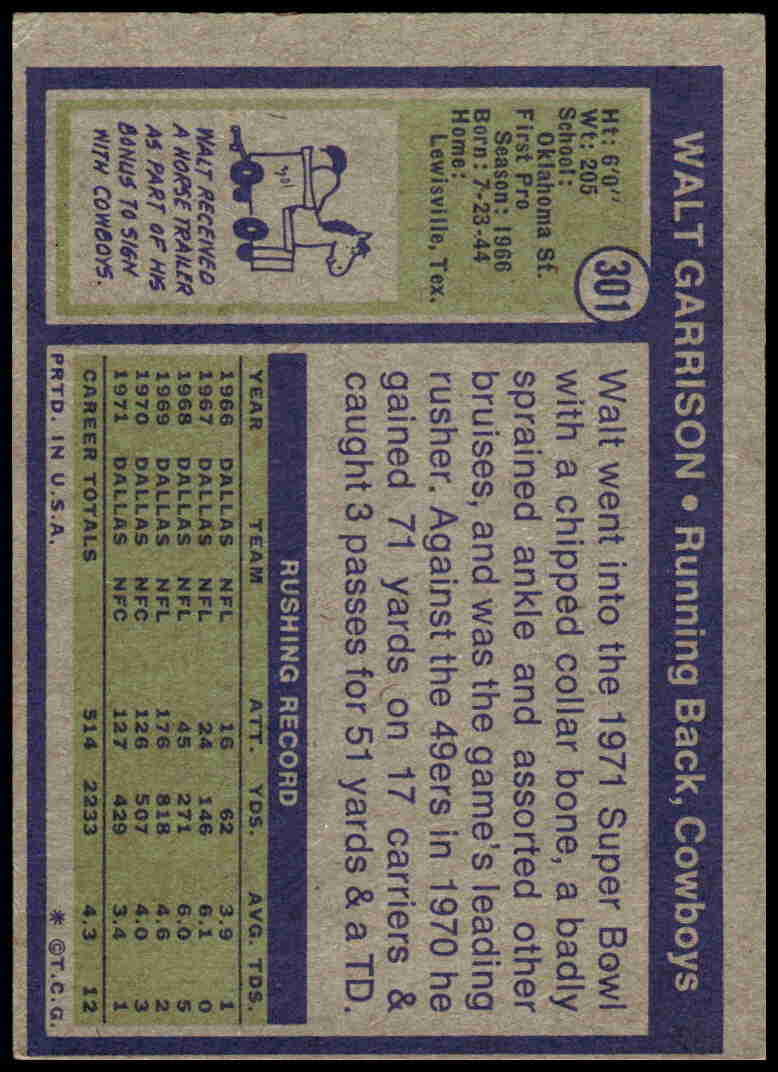 WALT GARRISON • Running Back, Cowboys
301
Ht: 6'0"
Wt: 205
School:
Oklahoma St.
First Pro
Season: 1966
Born: 7-23-44
Home:
Lewisville, Tex.
WALT RECEIVED
A HORSE TRAILER
AS PART OF HIS
BONUS TO SIGN
WITH COWBOYS.
Walt went into the 1971 Super Bowl
with a chipped collar bone, a badly
sprained ankle and assorted other
bruises, and was the game's leading
rusher. Against the 49ers in 1970 he
gained 71 yards on 17 carriers &
caught 3 passes for 51 yards & a TD.
RUSHING RECORD
YEAR TEAM ATT. YDS. AVG. TDS.
1966 DALLAS NFL 16 62 3.9 1
1967 DALLAS NFL 24 146 6.1 0
1968 DALLAS NFL 45 271 6.0 5
1969 DALLAS NFL 176 818 4.6 2
1970 DALLAS NFC 126 507 4.0 3
1971 DALLAS NFC 127 429 3.4 1
CAREER TOTALS 514 2233 4.3 12
PRTD. IN U.S.A. * ©T.C.G.